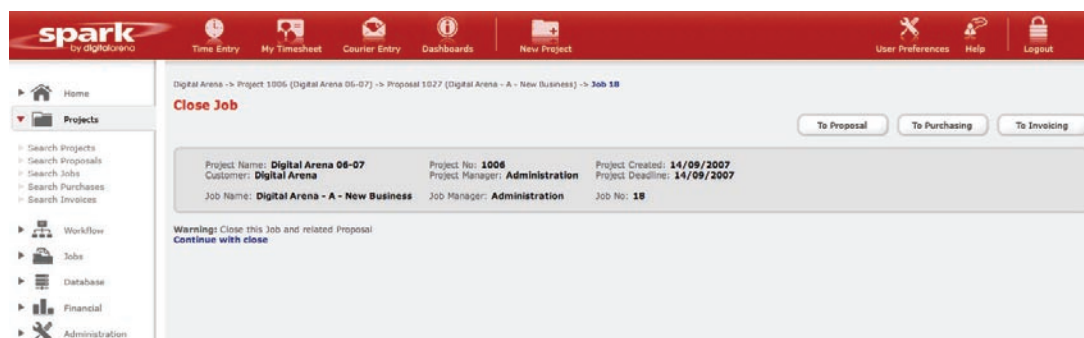 spark
by digitalarena
Time Entry
My Timesheet
Courier Entry
Dashboards
New Project
User Preferences
Help
Logout
Home
Projects
Search Projects
Search Proposals
Search Jobs
Search Purchases
Search Invoices
Workflow
Jobs
Database
Financial
Administration
Digital Arena -> Project 1006 (Digital Arena 06-07) -> Proposal 1027 (Digital Arena - A - New Business) -> Job 18
Close Job
To Proposal
To Purchasing
To Invoicing
Project Name: Digital Arena 06-07 Project No: 1006 Project Created: 14/09/2007
Customer: Digital Arena Project Manager: Administration Project Deadline: 14/09/2007
Job Name: Digital Arena - A - New Business Job Manager: Administration Job No: 18
Warning: Close this Job and related Proposal
Continue with close